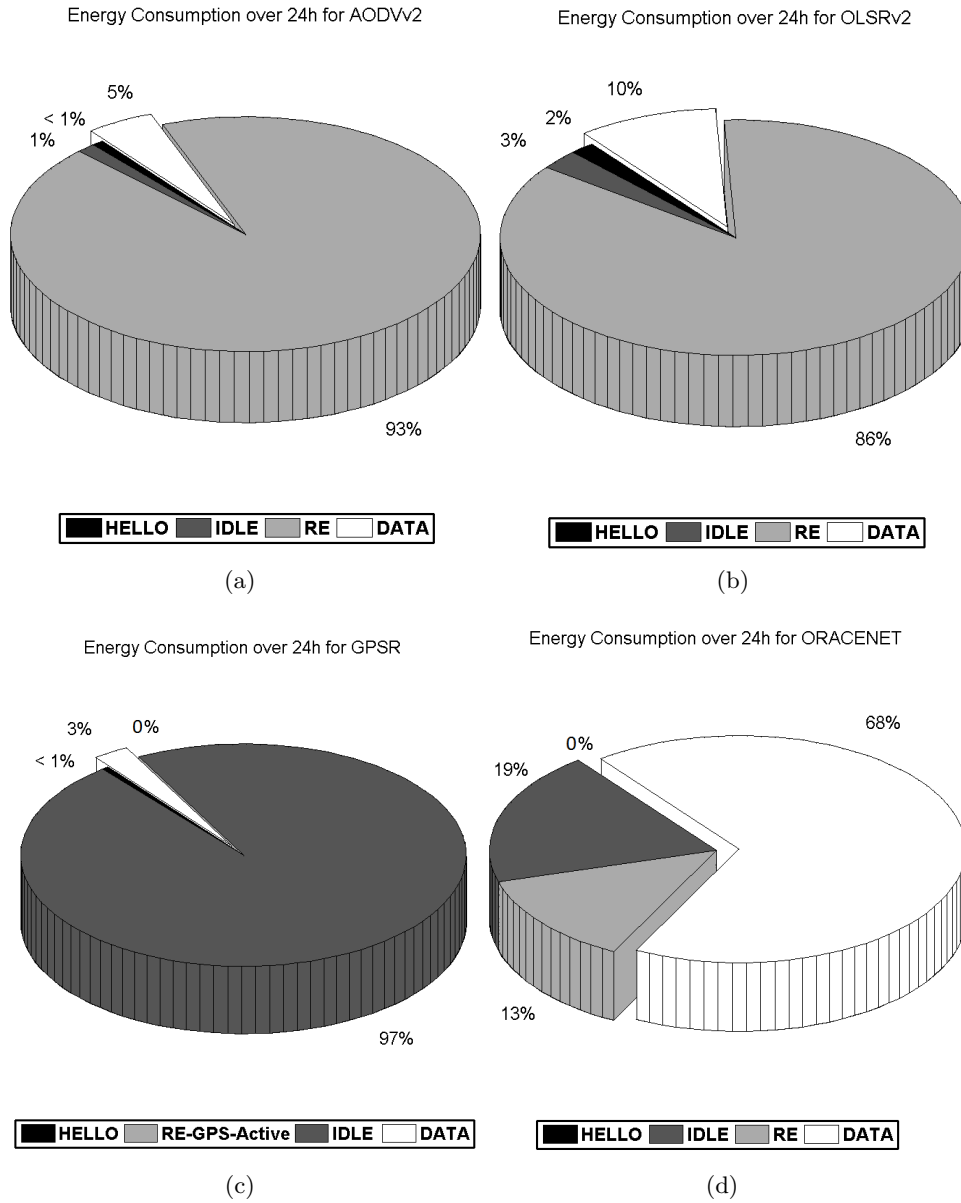 Energy Consumption over 24h for AODVv2
5%
< 1%
1%
93%
HELLO IDLE RE DATA
(a)
Energy Consumption over 24h for OLSRv2
10%
2%
3%
86%
HELLO IDLE RE DATA
(b)
Energy Consumption over 24h for GPSR
3%
0%
< 1%
97%
HELLO RE-GPS-Active IDLE DATA
(c)
Energy Consumption over 24h for ORACENET
68%
0%
19%
13%
HELLO IDLE RE DATA
(d)